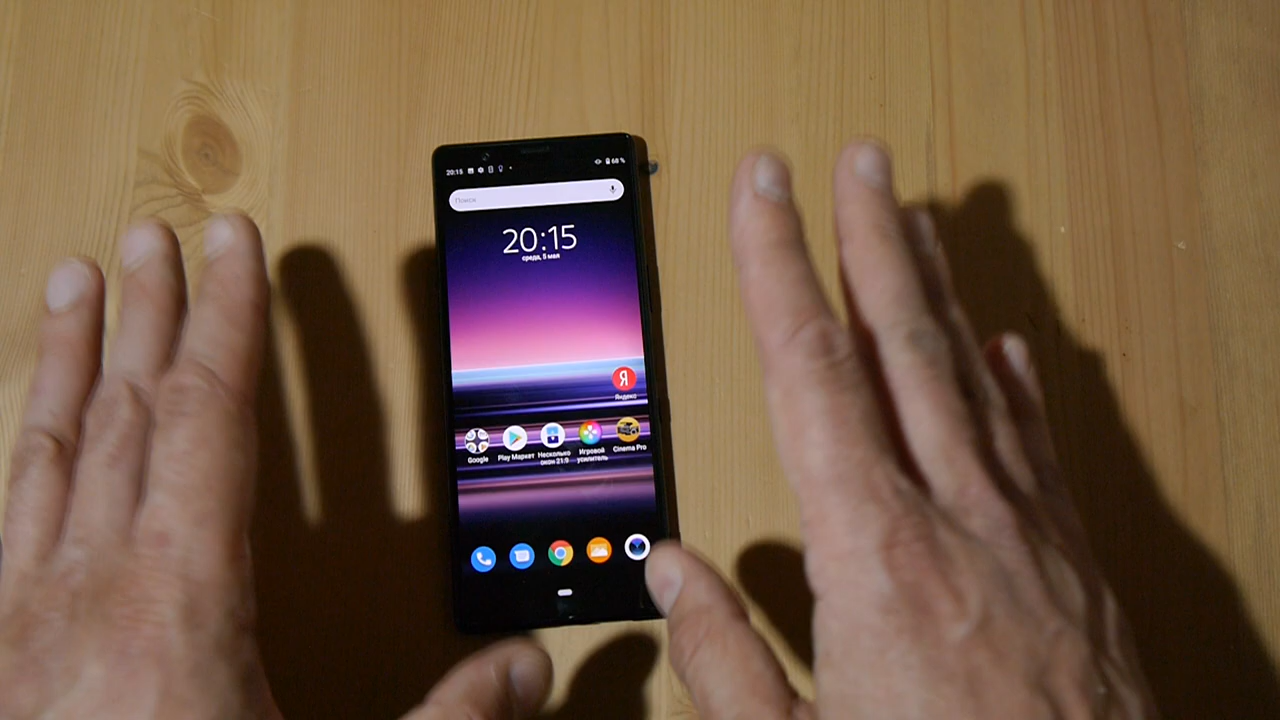 20:15
68 %
Поиск
20:15
среда, 5 мая
Я
Яндекс
Google
Play Маркет
Несколько окон 21:9
Игровой усилитель
Cinema Pro